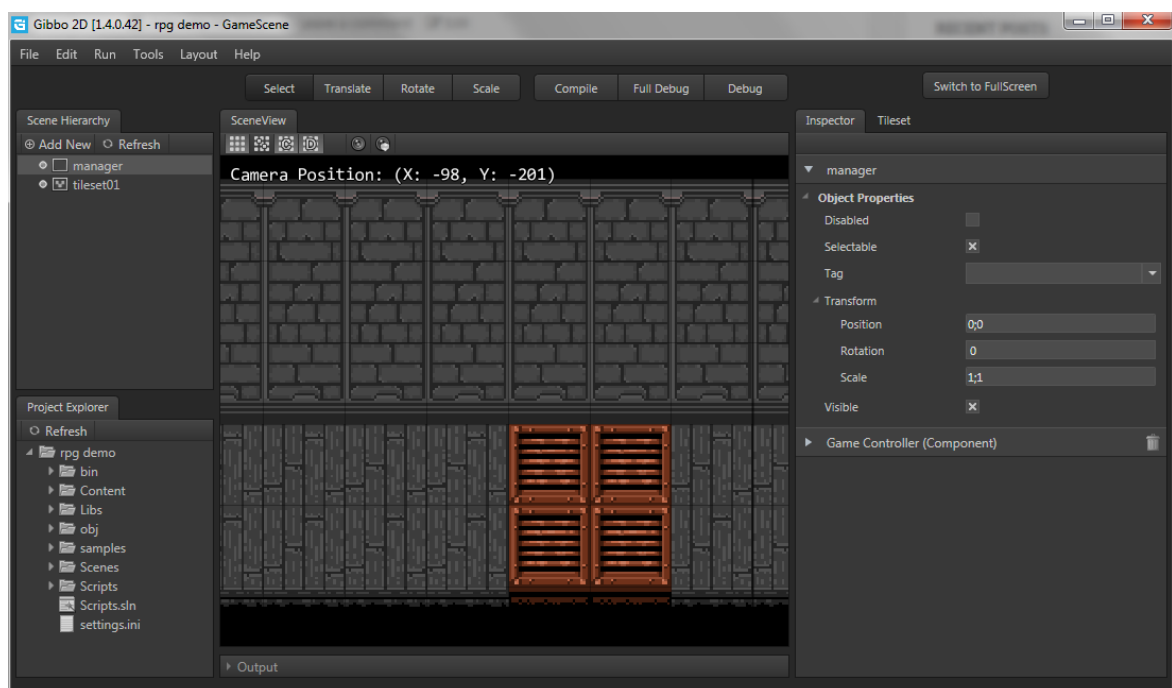 Gibbo 2D [1.4.0.42] - rpg demo - GameScene
File Edit Run Tools Layout Help
Select Translate Rotate Scale Compile Full Debug Debug Switch to FullScreen
Scene Hierarchy
Add New Refresh
manager
tileset01
SceneView
Camera Position: (X: -98, Y: -201)
Project Explorer
Refresh
rpg demo
bin
Content
Libs
obj
samples
Scenes
Scripts
Scripts.sln
settings.ini
Output
Inspector Tileset
manager
Object Properties
Disabled
Selectable
Tag
Transform
Position 0;0
Rotation 0
Scale 1;1
Visible
Game Controller (Component)